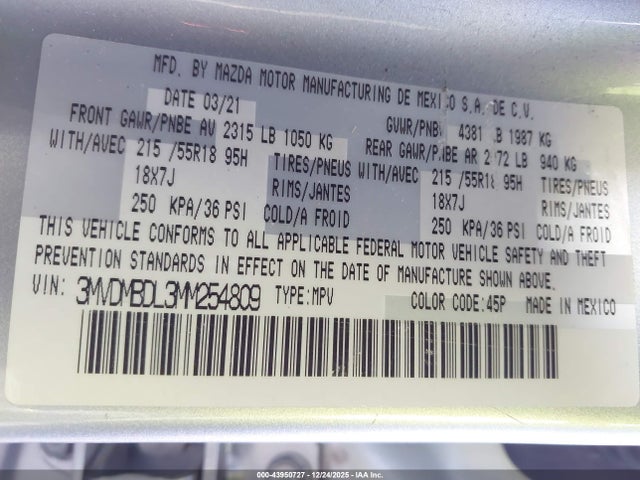 MFD. BY MAZDA MOTOR MANUFACTURING DE MEXICO S.A. DE C.V.
DATE 03/21 GVWR/PNBV 4381 LB 1987 KG
FRONT GAWR/PNBE AV 2315 LB 1050 KG REAR GAWR/PNBE AR 2072 LB 940 KG
WITH/AVEC 215 /55R18 95H TIRES/PNEUS WITH/AVEC 215 /55R18 95H TIRES/PNEUS
18X7J RIMS/JANTES 18X7J RIMS/JANTES
250 KPA/36 PSI COLD/A FROID 250 KPA/36 PSI COLD/A FROID
THIS VEHICLE CONFORMS TO ALL APPLICABLE FEDERAL MOTOR VEHICLE SAFETY AND THEFT
PREVENTION STANDARDS IN EFFECT ON THE DATE OF MANUFACTURE SHOWN ABOVE.
VIN: 3MVDMBDL3MM254809 TYPE:MPV COLOR CODE:45P MADE IN MEXICO
000-43950727 - 12/24/2025 - IAA Inc.